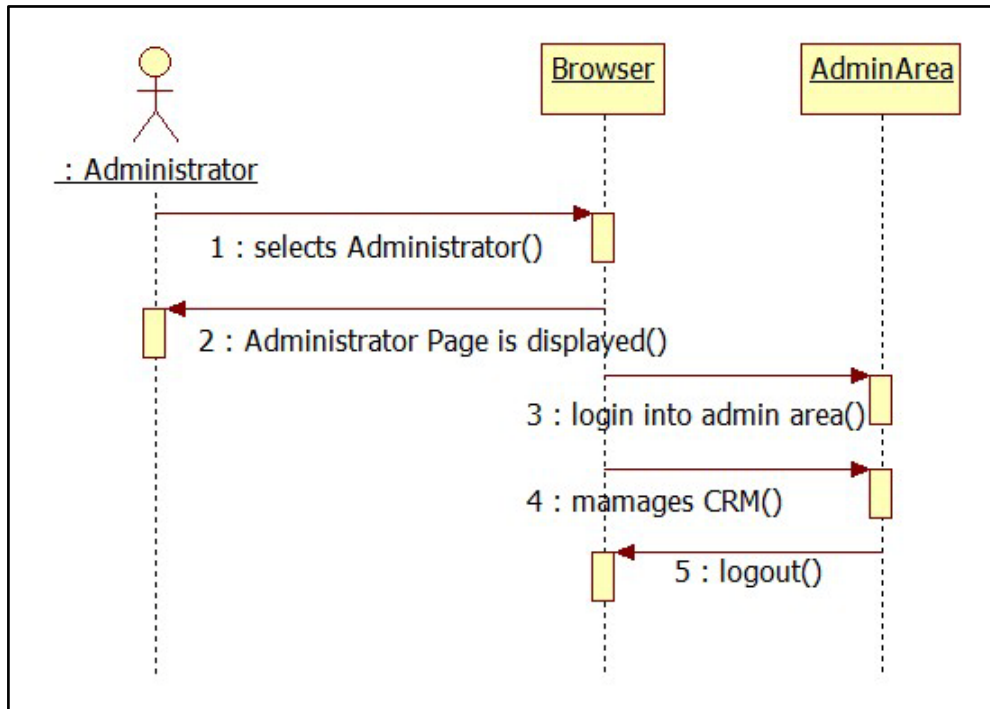 Browser
AdminArea
: Administrator
1 : selects Administrator()
2 : Administrator Page is displayed()
3 : login into admin area()
4 : mamages CRM()
5 : logout()